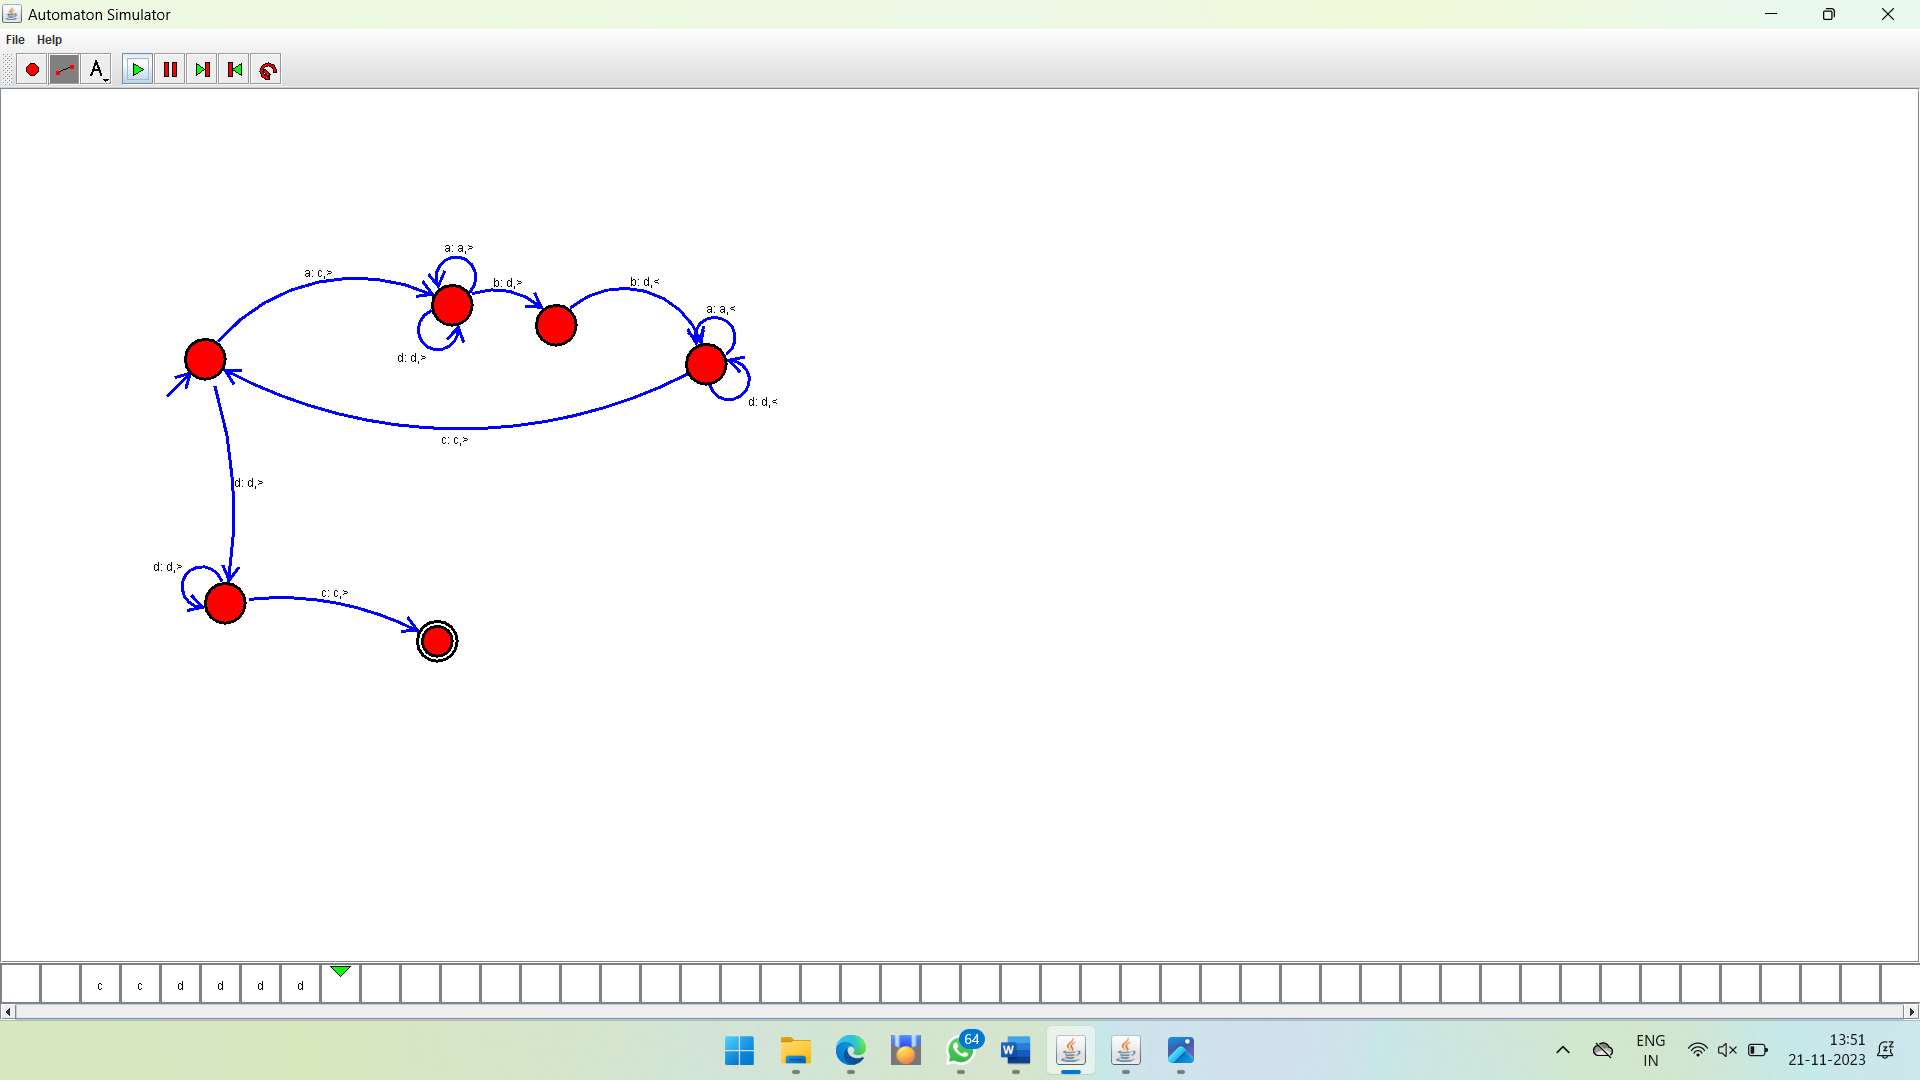 Automaton Simulator
File Help
A
a: a,>
a: c,>
b: d,>
b: d,<
a: a,<
d: d,>
d: d,<
c: c,>
d: d,>
d: d,>
c: c,>
c c d d d d
64
W
ENG
IN
13:51
21-11-2023